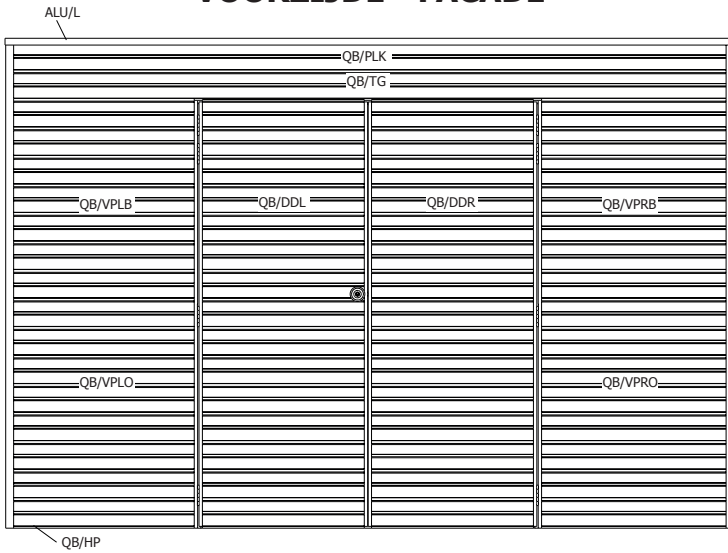 ALU/L
QB/PLK
QB/TG
QB/VPLB QB/DDL QB/DDR QB/VPRB
QB/VPLO QB/VPRO
QB/HP